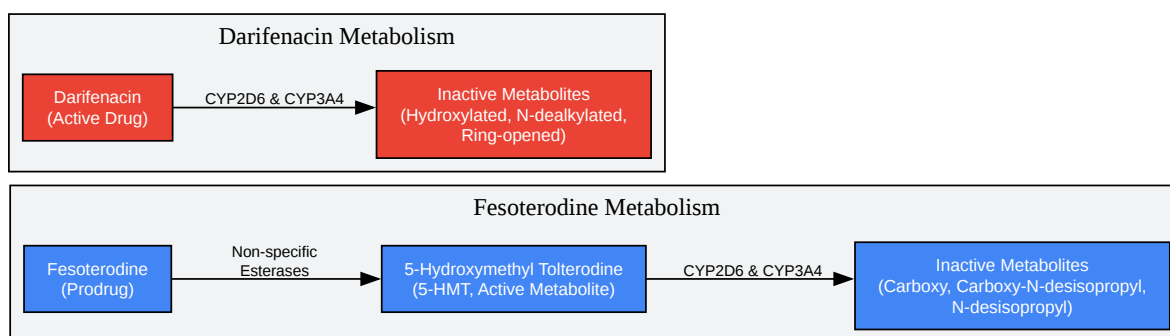 Darifenacin Metabolism
Darifenacin
(Active Drug)
CYP2D6 & CYP3A4
Inactive Metabolites
(Hydroxylated, N-dealkylated,
Ring-opened)
Fesoterodine Metabolism
Fesoterodine
(Prodrug)
Non-specific
Esterases
5-Hydroxymethyl Tolterodine
(5-HMT, Active Metabolite)
CYP2D6 & CYP3A4
Inactive Metabolites
(Carboxy, Carboxy-N-desisopropyl,
N-desisopropyl)